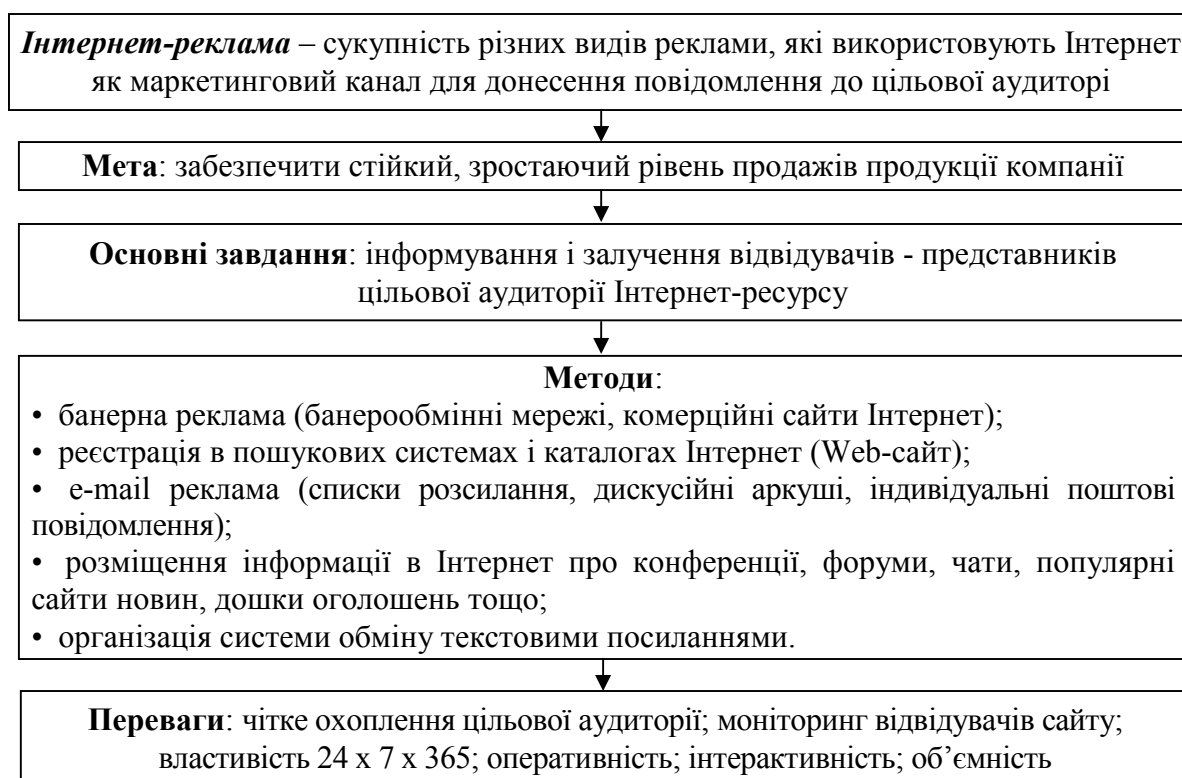 Інтернет-реклама – сукупність різних видів реклами, які використовують Інтернет
як маркетинговий канал для донесення повідомлення до цільової аудиторі
Мета: забезпечити стійкий, зростаючий рівень продажів продукції компанії
Основні завдання: інформування і залучення відвідувачів - представників
цільової аудиторії Інтернет-ресурсу
Методи:
• банерна реклама (банерообмінні мережі, комерційні сайти Інтернет);
• реєстрація в пошукових системах і каталогах Інтернет (Web-сайт);
• e-mail реклама (списки розсилання, дискусійні аркуші, індивідуальні поштові
повідомлення);
• розміщення інформації в Інтернет про конференції, форуми, чати, популярні
сайти новин, дошки оголошень тощо;
• організація системи обміну текстовими посиланнями.
Переваги: чітке охоплення цільової аудиторії; моніторинг відвідувачів сайту;
властивість 24 х 7 х 365; оперативність; інтерактивність; об’ємність